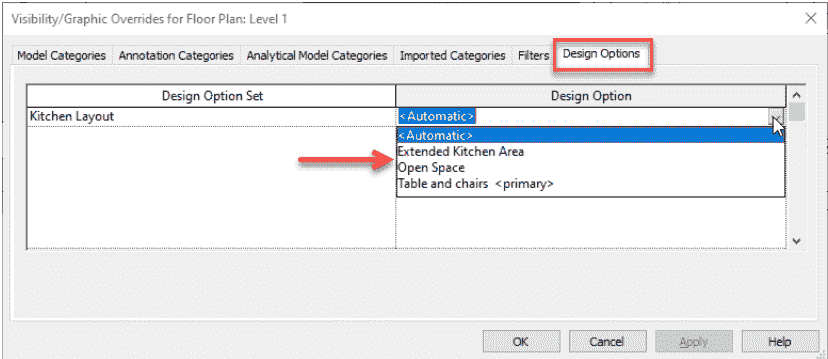 Visibility/Graphic Overrides for Floor Plan: Level 1
Model Categories Annotation Categories Analytical Model Categories Imported Categories Filters Design Options
Design Option Set Design Option
Kitchen Layout <Automatic>
<Automatic>
Extended Kitchen Area
Open Space
Table and chairs <primary>
OK Cancel Apply Help